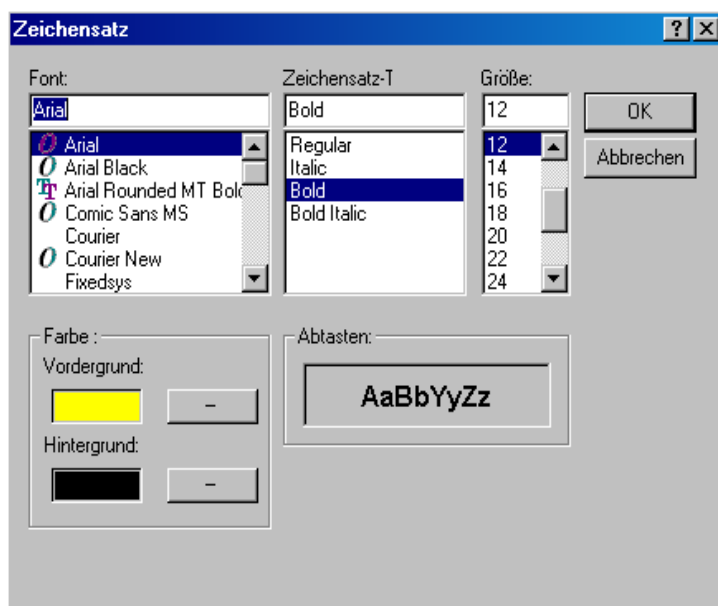 Zeichensatz
Font:
Arial
Arial
Arial Black
Arial Rounded MT Bold
Comic Sans MS
Courier
Courier New
Fixedsys
Zeichensatz-T
Bold
Regular
Italic
Bold
Bold Italic
Größe:
12
12
14
16
18
20
22
24
OK
Abbrechen
Farbe :
Vordergrund:
Hintergrund:
Abtasten:
AaBbYyZz